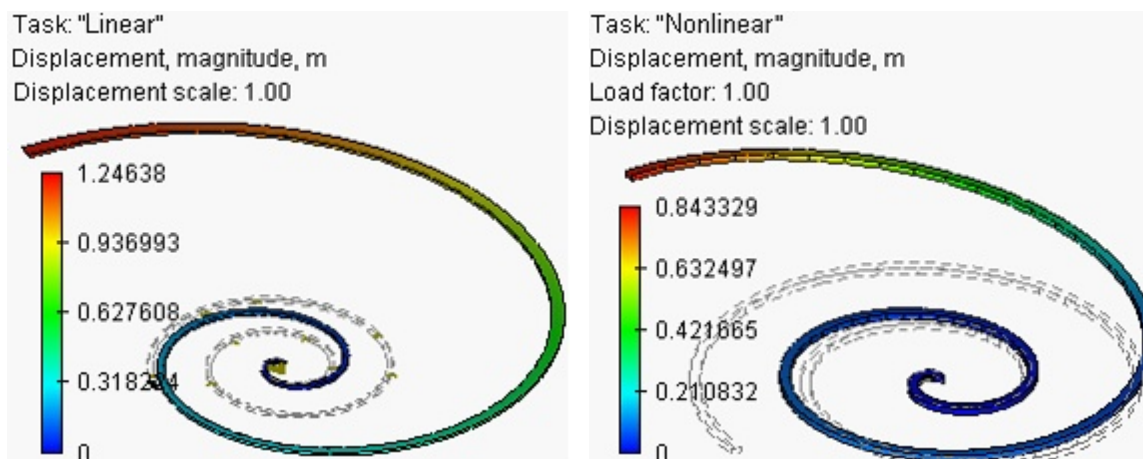 Task: "Linear"
Displacement, magnitude, m
Displacement scale: 1.00
1.24638
0.936993
0.627608
0
Task: "Nonlinear"
Displacement, magnitude, m
Load factor: 1.00
Displacement scale: 1.00
0.843329
0.632497
0.421665
0.210832
0